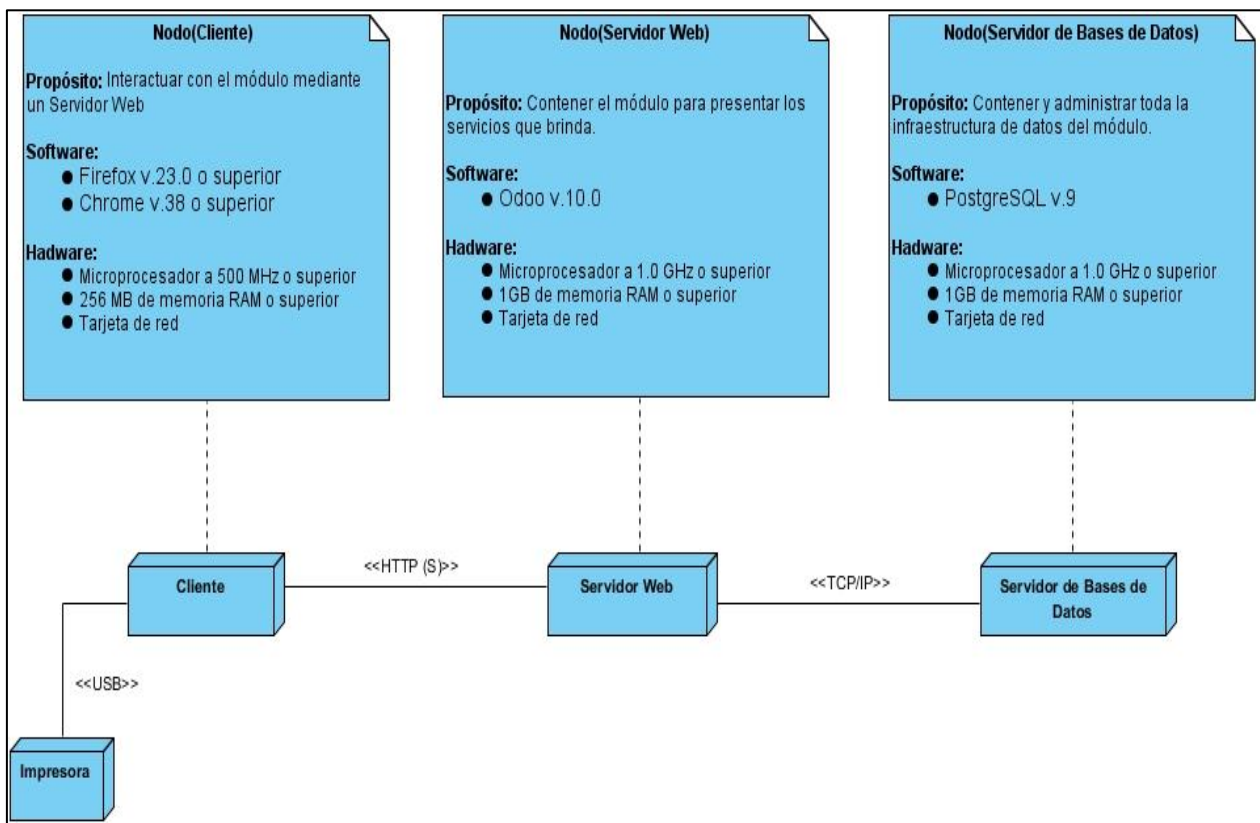 Nodo(Cliente)
Propósito: Interactuar con el módulo mediante
un Servidor Web
Software:
● Firefox v.23.0 o superior
● Chrome v.38 o superior
Hadware:
● Microprocesador a 500 MHz o superior
● 256 MB de memoria RAM o superior
● Tarjeta de red
Nodo(Servidor Web)
Propósito: Contener el módulo para presentar los
servicios que brinda.
Software:
● Odoo v.10.0
Hadware:
● Microprocesador a 1.0 GHz o superior
● 1GB de memoria RAM o superior
● Tarjeta de red
Nodo(Servidor de Bases de Datos)
Propósito: Contener y administrar toda la
infraestructura de datos del módulo.
Software:
● PostgreSQL v.9
Hadware:
● Microprocesador a 1.0 GHz o superior
● 1GB de memoria RAM o superior
● Tarjeta de red
Cliente
<<HTTP (S)>>
Servidor Web
<<TCP/IP>>
Servidor de Bases de
Datos
<<USB>>
Impresora